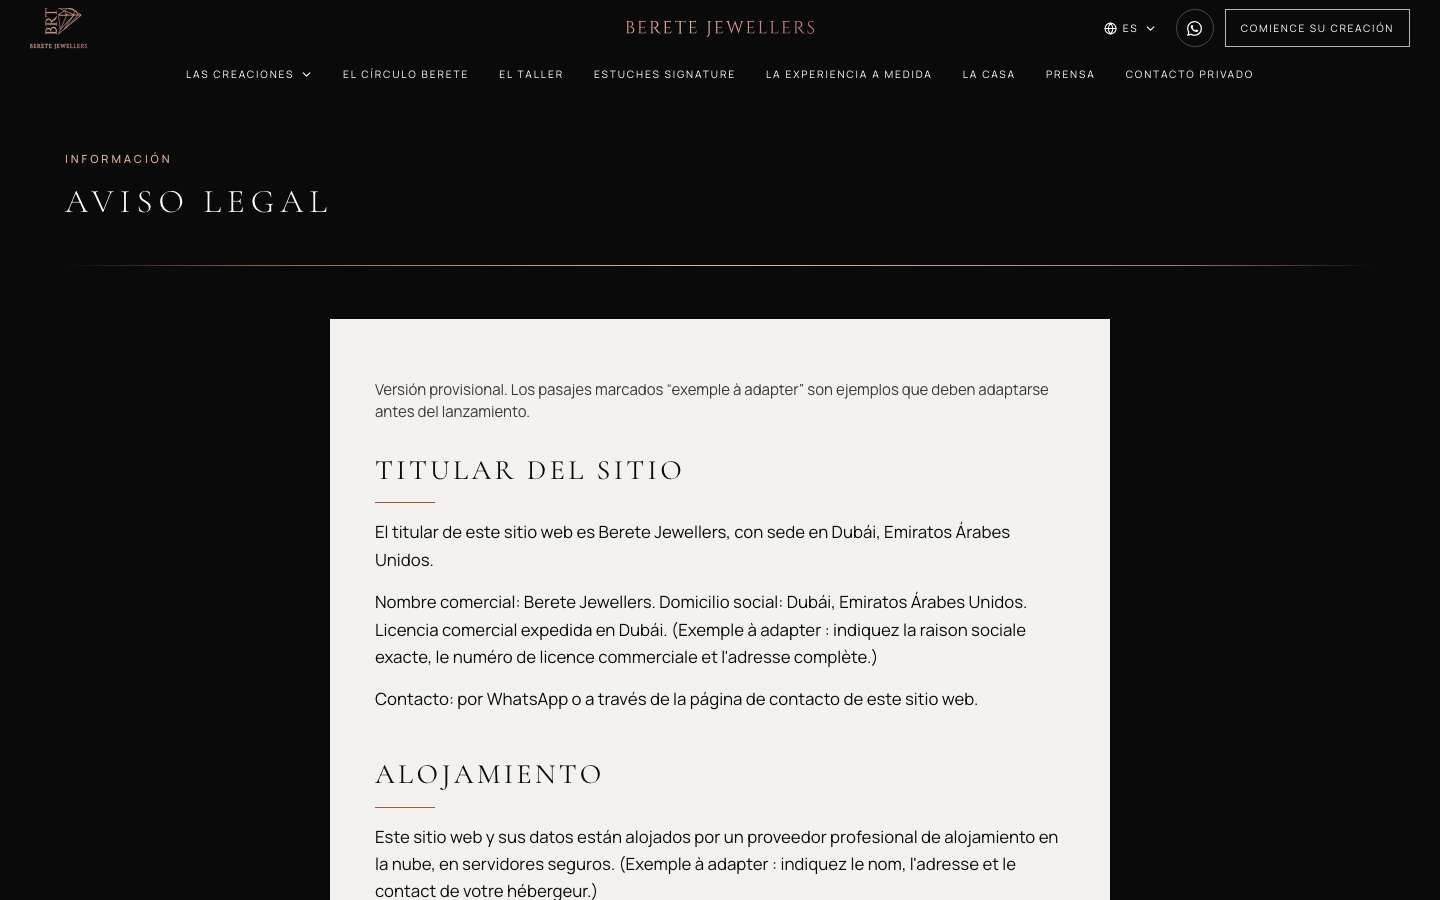 BRT
BERETE JEWELLERS
BERETE JEWELLERS
ES
COMIENCE SU CREACIÓN
LAS CREACIONES
EL CÍRCULO BERETE
EL TALLER
ESTUCHES SIGNATURE
LA EXPERIENCIA A MEDIDA
LA CASA
PRENSA
CONTACTO PRIVADO
INFORMACIÓN
AVISO LEGAL
Versión provisional. Los pasajes marcados “exemple à adapter” son ejemplos que deben adaptarse
antes del lanzamiento.
TITULAR DEL SITIO
El titular de este sitio web es Berete Jewellers, con sede en Dubái, Emiratos Árabes
Unidos.
Nombre comercial: Berete Jewellers. Domicilio social: Dubái, Emiratos Árabes Unidos.
Licencia comercial expedida en Dubái. (Exemple à adapter : indiquez la raison sociale
exacte, le numéro de licence commerciale et l'adresse complète.)
Contacto: por WhatsApp o a través de la página de contacto de este sitio web.
ALOJAMIENTO
Este sitio web y sus datos están alojados por un proveedor profesional de alojamiento en
la nube, en servidores seguros. (Exemple à adapter : indiquez le nom, l'adresse et le
contact de votre hébergeur.)